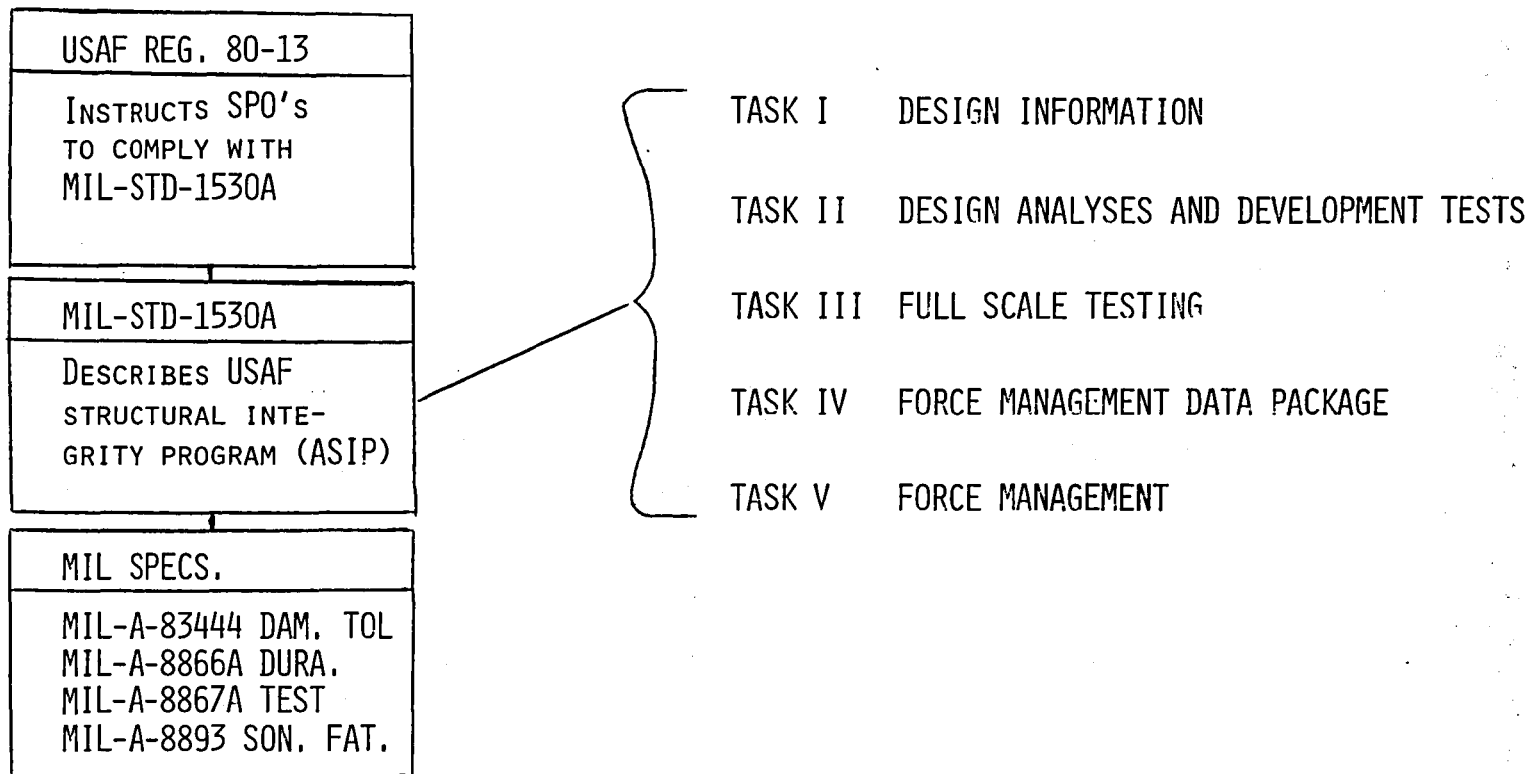 USAF REG. 80-13
INSTRUCTS SPO's
TO COMPLY WITH
MIL-STD-1530A
MIL-STD-1530A
DESCRIBES USAF
STRUCTURAL INTE-
GRITY PROGRAM (ASIP)
MIL SPECS.
MIL-A-83444 DAM. TOL
MIL-A-8866A DURA.
MIL-A-8867A TEST
MIL-A-8893 SON. FAT.
TASK I DESIGN INFORMATION
TASK II DESIGN ANALYSES AND DEVELOPMENT TESTS
TASK III FULL SCALE TESTING
TASK IV FORCE MANAGEMENT DATA PACKAGE
TASK V FORCE MANAGEMENT